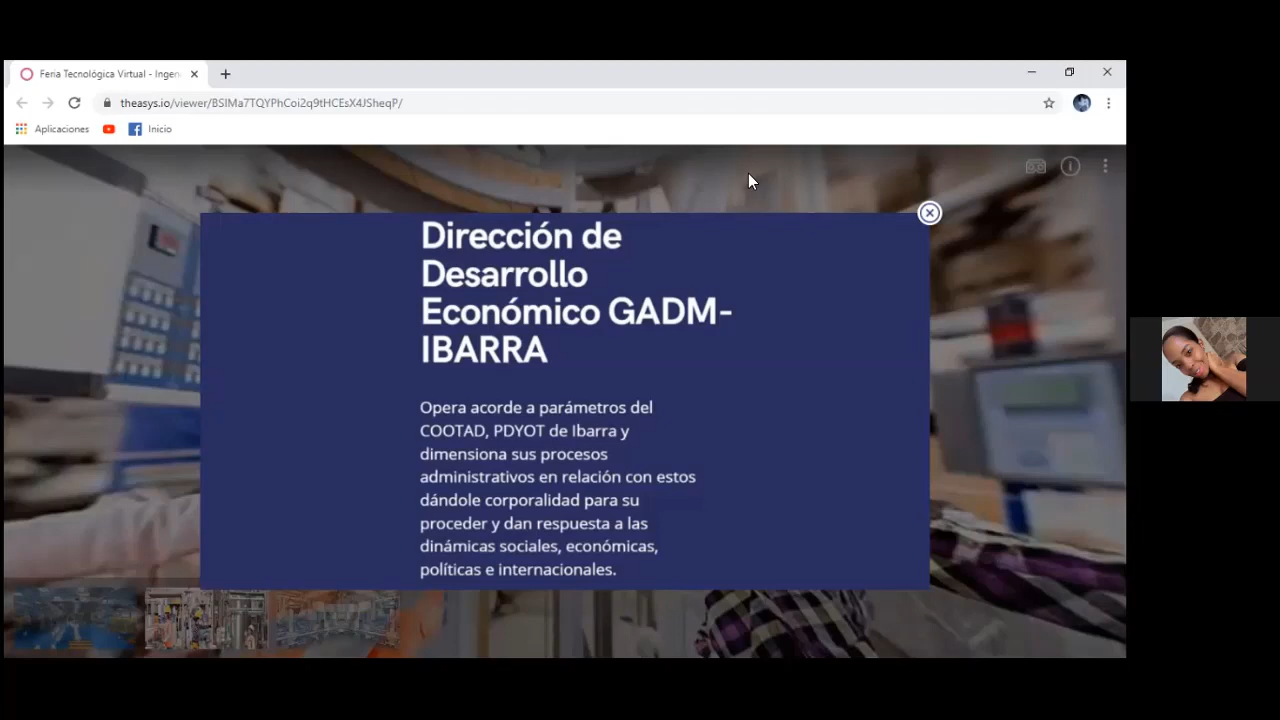 Feria Tecnológica Virtual - Ingen
theasys.io/viewer/BSIMa7TQYPhCoi2q9tHCEsX4JSheqP/
Aplicaciones
Inicio
Dirección de
Desarrollo
Económico GADM-
IBARRA
Opera acorde a parámetros del
COOTAD, PDYOT de Ibarra y
dimensiona sus procesos
administrativos en relación con estos
dándole corporalidad para su
proceder y dan respuesta a las
dinámicas sociales, económicas,
políticas e internacionales.